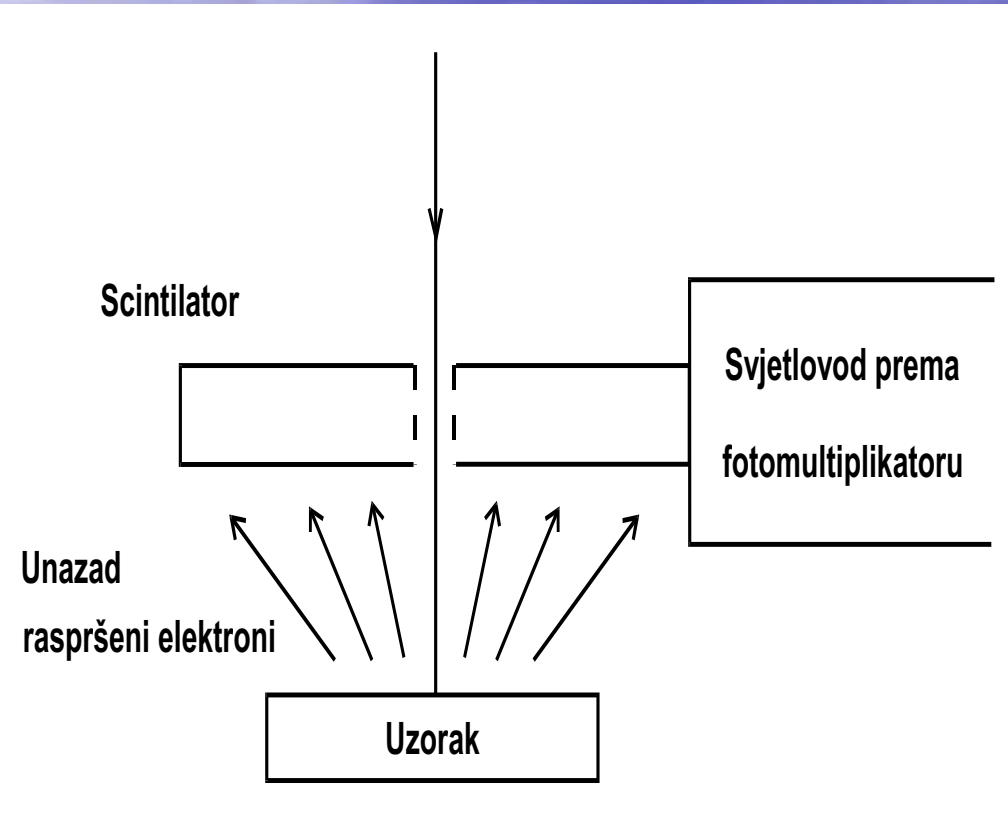 Scintilator
Svjetlovod prema
fotomultiplikatoru
Unazad
raspršeni elektroni
Uzorak